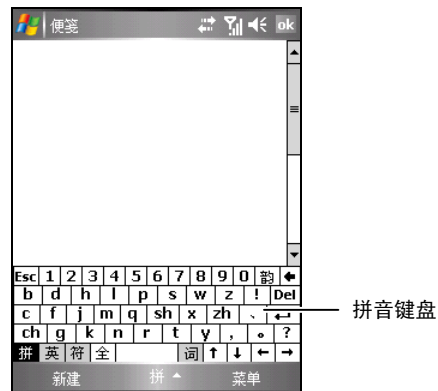 便笺 ok
Esc 1 2 3 4 5 6 7 8 9 0 韵
b d h l p s w z ! Del
c f j m q sh x zh 、
拼音键盘
ch g k n r t y , 。 ?
拼 英 符 全 词 ↑ ↓ ← →
新建 拼 菜单